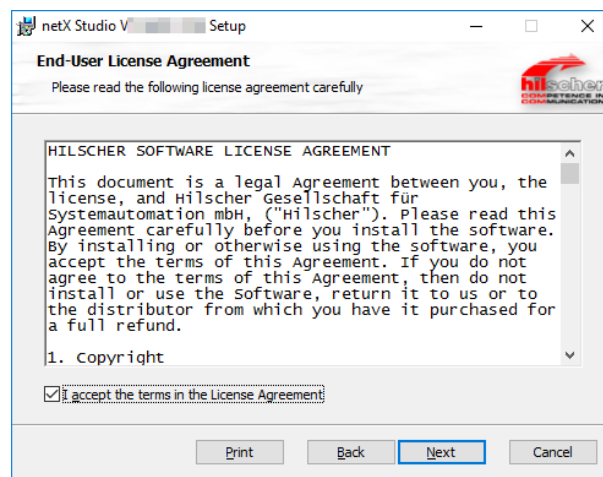 netX Studio V Setup
End-User License Agreement
Please read the following license agreement carefully
hilscher
COMPETENCE IN
COMMUNICATION
HILSCHER SOFTWARE LICENSE AGREEMENT
This document is a legal Agreement between you, the
license, and Hilscher Gesellschaft für
Systemautomation mbH, ("Hilscher"). Please read this
Agreement carefully before you install the software.
By installing or otherwise using the software, you
accept the terms of this Agreement. If you do not
agree to the terms of this Agreement, then do not
install or use the Software, return it to us or to
the distributor from which you have it purchased for
a full refund.
1. Copyright
I accept the terms in the License Agreement
Print Back Next Cancel